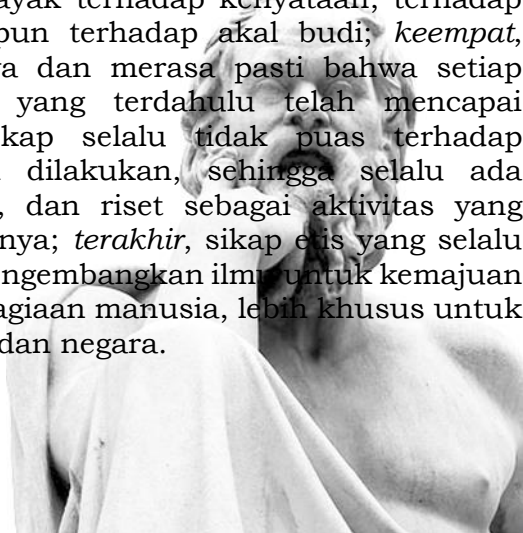 ayak terhadap kenyataan, terhadap
pun terhadap akal budi; keempat,
a dan merasa pasti bahwa setiap
yang terdahulu telah mencapai
kap selalu tidak puas terhadap
dilakukan, sehingga selalu ada
, dan riset sebagai aktivitas yang
nya; terakhir, sikap etis yang selalu
ngembangkan ilmu untuk kemajuan
agiaan manusia, lebih khusus untuk
dan negara.